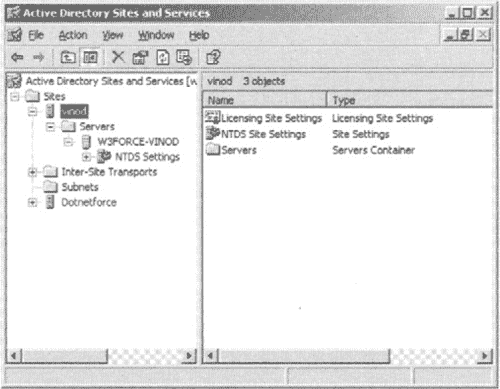 Active Directory Sites and Services
File Action View Window Help
Active Directory Sites and Services [w
Sites
vinod
Servers
W3FORCE-VINOD
NTDS Settings
Inter-Site Transports
Subnets
Dotnetforce
vinod 3 objects
Name Type
Licensing Site Settings Licensing Site Settings
NTDS Site Settings Site Settings
Servers Servers Container